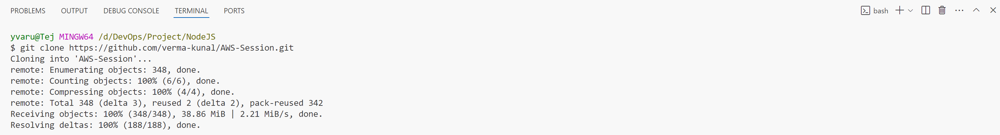 PROBLEMS OUTPUT DEBUG CONSOLE TERMINAL PORTS bash
yvaru@Tej MINGW64 /d/DevOps/Project/NodeJS
$ git clone https://github.com/verma-kunal/AWS-Session.git
Cloning into 'AWS-Session'...
remote: Enumerating objects: 348, done.
remote: Counting objects: 100% (6/6), done.
remote: Compressing objects: 100% (4/4), done.
remote: Total 348 (delta 3), reused 2 (delta 2), pack-reused 342
Receiving objects: 100% (348/348), 38.86 MiB | 2.21 MiB/s, done.
Resolving deltas: 100% (188/188), done.